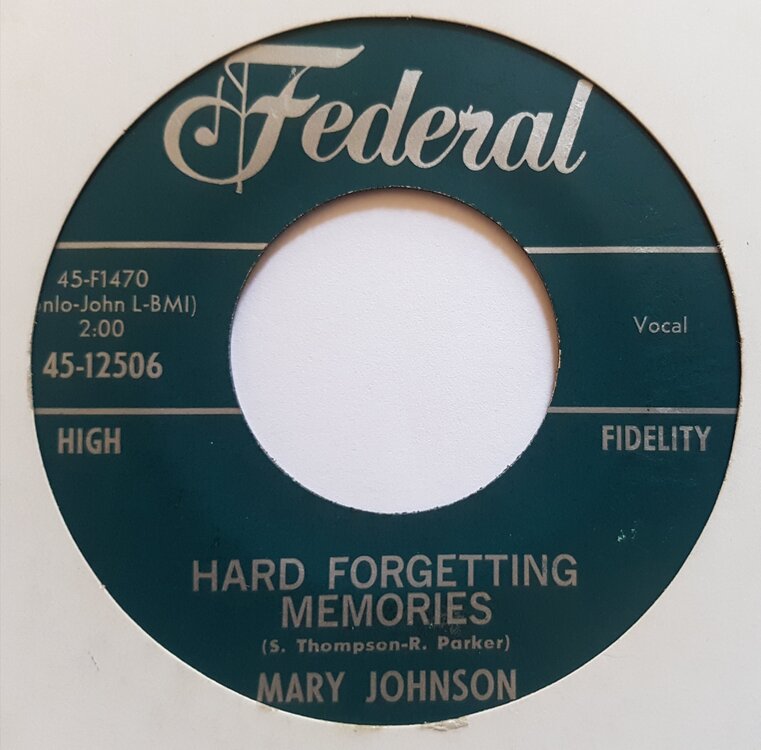 Federal
45-F1470
nlo-John L-BMI)
2:00
45-12506
Vocal
HIGH FIDELITY
HARD FORGETTING
MEMORIES
(S. Thompson-R. Parker)
MARY JOHNSON